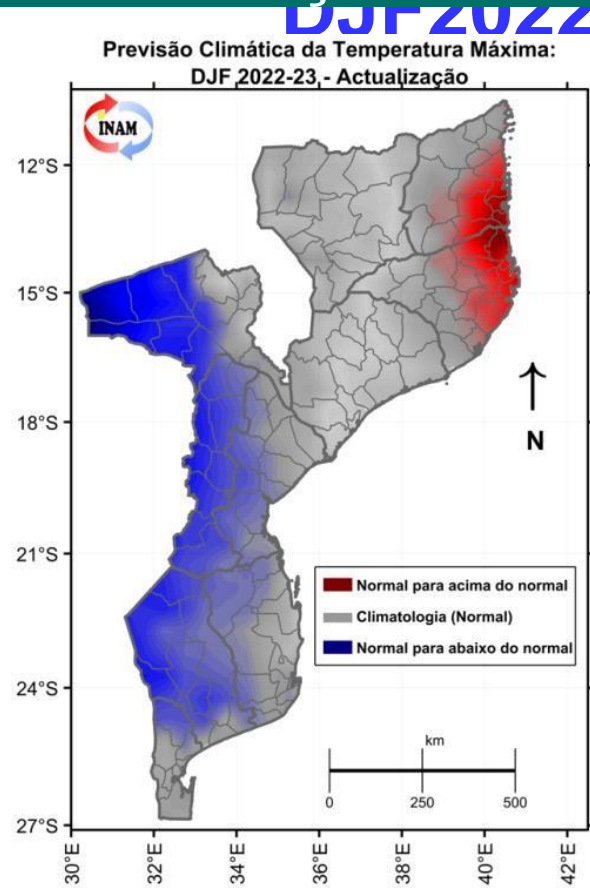 DJF2022
Previsão Climática da Temperatura Máxima:
DJF 2022-23 - Actualização
INAM
12°S
15°S
18°S
21°S
24°S
27°S
N
Normal para acima do normal
Climatologia (Normal)
Normal para abaixo do normal
km
0 250 500
30°E 32°E 34°E 36°E 38°E 40°E 42°E